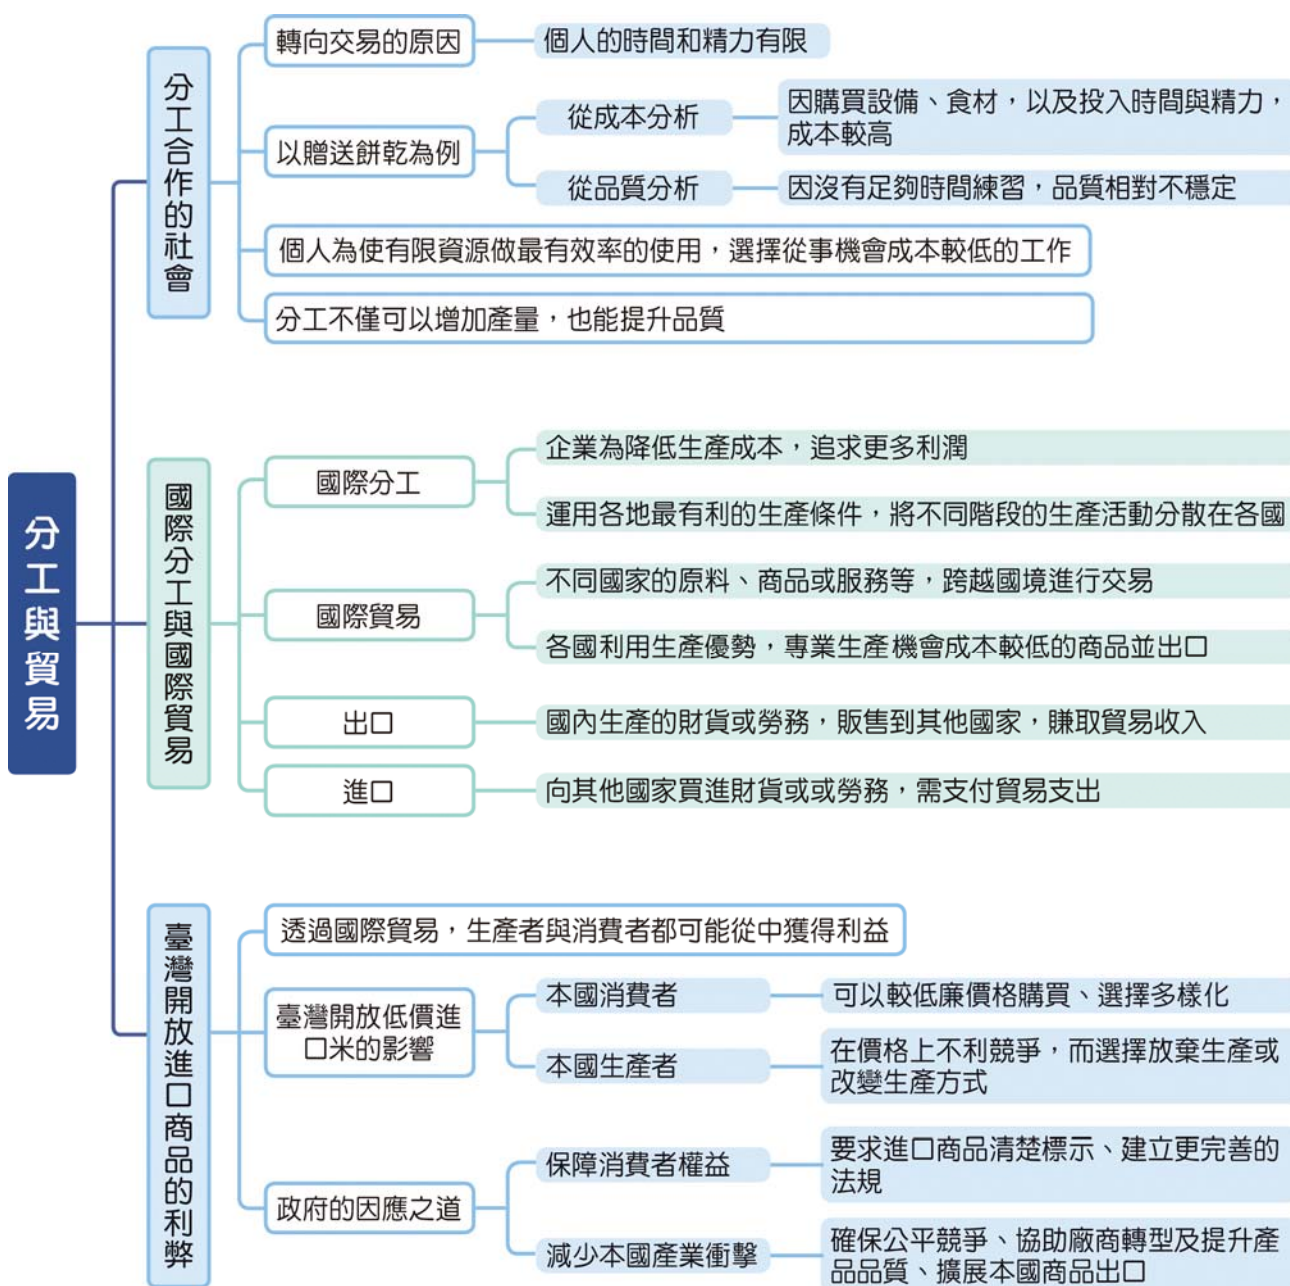 分工與貿易
分工合作的社會
轉向交易的原因
個人的時間和精力有限
以贈送餅乾為例
從成本分析
因購買設備、食材，以及投入時間與精力，
成本較高
從品質分析
因沒有足夠時間練習，品質相對不穩定
個人為使有限資源做最有效率的使用，選擇從事機會成本較低的工作
分工不僅可以增加產量，也能提升品質
國際分工與國際貿易
國際分工
企業為降低生產成本，追求更多利潤
運用各地最有利的生產條件，將不同階段的生產活動分散在各國
國際貿易
不同國家的原料、商品或服務等，跨越國境進行交易
各國利用生產優勢，專業生產機會成本較低的商品並出口
出口
國內生產的財貨或勞務，販售到其他國家，賺取貿易收入
進口
向其他國家買進財貨或或勞務，需支付貿易支出
臺灣開放進口商品的利弊
透過國際貿易，生產者與消費者都可能從中獲得利益
臺灣開放低價進
口米的影響
本國消費者
可以較低廉價格購買、選擇多樣化
本國生產者
在價格上不利競爭，而選擇放棄生產或
改變生產方式
政府的因應之道
保障消費者權益
要求進口商品清楚標示、建立更完善的
法規
減少本國產業衝擊
確保公平競爭、協助廠商轉型及提升產
品品質、擴展本國商品出口